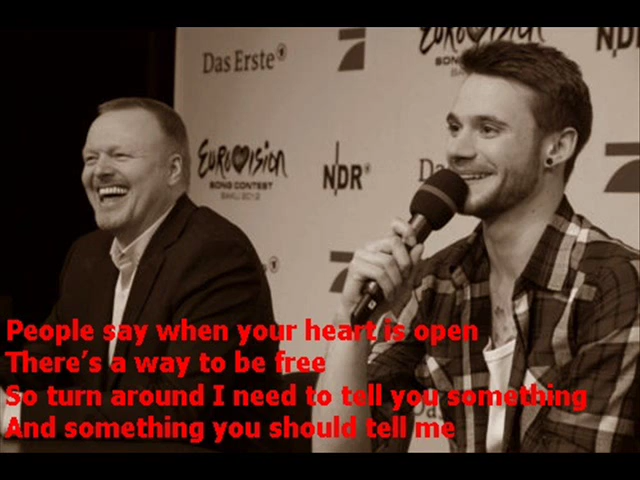 Das Erste
EUROVISION
SONG CONTEST
BAKU
EUROVISION
SONG CONTEST
BAKU 2012
NDR
NDR
Das
People say when your heart is open
There's a way to be free
So turn around I need to tell you something
And something you should tell me
Das